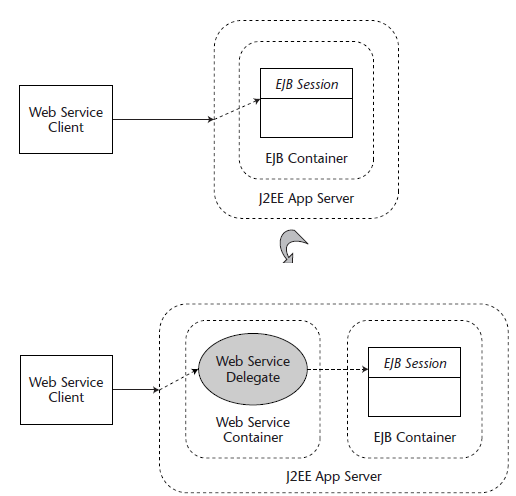 EJB Session
Web Service
Client
EJB Container
J2EE App Server
Web Service
Delegate
EJB Session
Web Service
Client
Web Service
Container
EJB Container
J2EE App Server